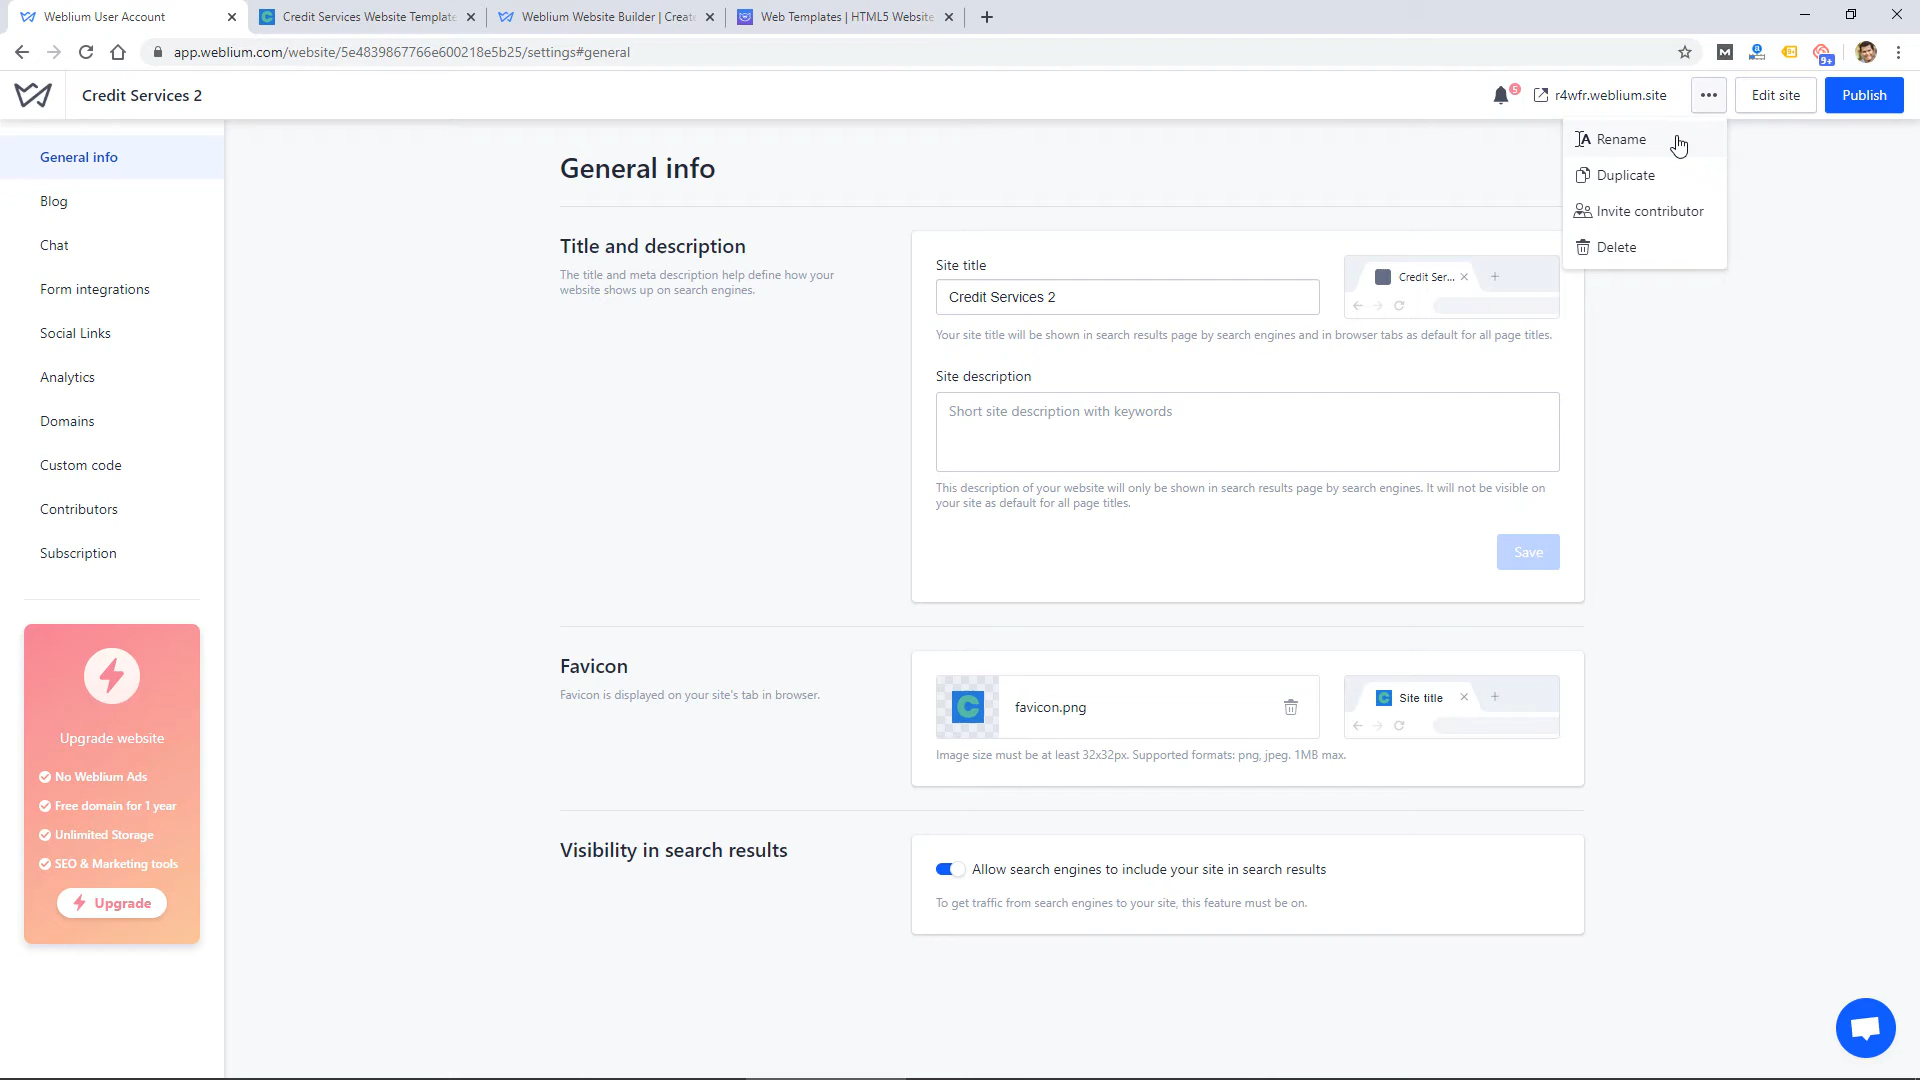 Weblium User Account
Credit Services Website Template
Weblium Website Builder | Create
Web Templates | HTML5 Website
app.weblium.com/website/5e4839867766e600218e5b25/settings#general
9+
Credit Services 2
5
r4wfr.weblium.site
Edit site
Publish
Rename
Duplicate
Invite contributor
Delete
General info
Blog
Chat
Form integrations
Social Links
Analytics
Domains
Custom code
Contributors
Subscription
Upgrade website
No Weblium Ads
Free domain for 1 year
Unlimited Storage
SEO & Marketing tools
Upgrade
General info
Title and description
The title and meta description help define how your
website shows up on search engines.
Site title
Credit Services 2
Credit Ser...
Your site title will be shown in search results page by search engines and in browser tabs as default for all page titles.
Site description
Short site description with keywords
This description of your website will only be shown in search results page by search engines. It will not be visible on
your site as default for all page titles.
Save
Favicon
Favicon is displayed on your site's tab in browser.
favicon.png
Site title
Image size must be at least 32x32px. Supported formats: png, jpeg. 1MB max.
Visibility in search results
Allow search engines to include your site in search results
To get traffic from search engines to your site, this feature must be on.